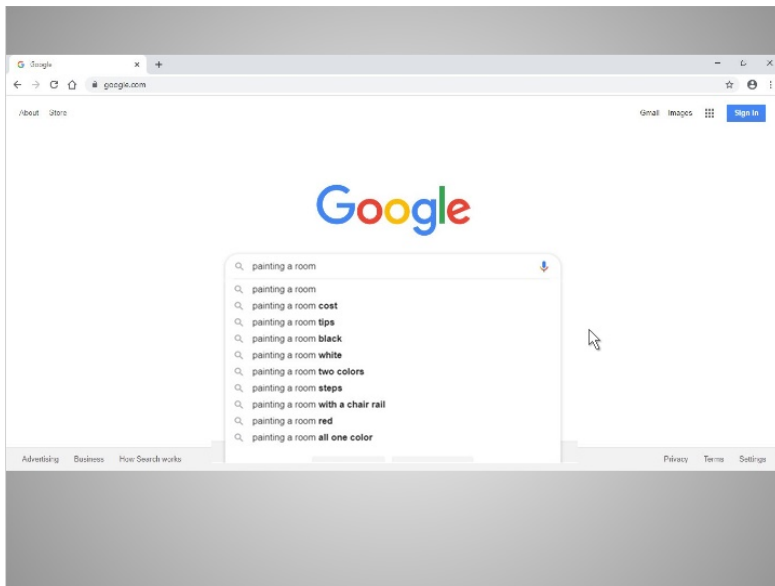 Google
google.com
About Store
Gmail Images Sign in
Google
painting a room
painting a room
painting a room cost
painting a room tips
painting a room black
painting a room white
painting a room two colors
painting a room steps
painting a room with a chair rail
painting a room red
painting a room all one color
Advertising Business How Search works Privacy Terms Settings